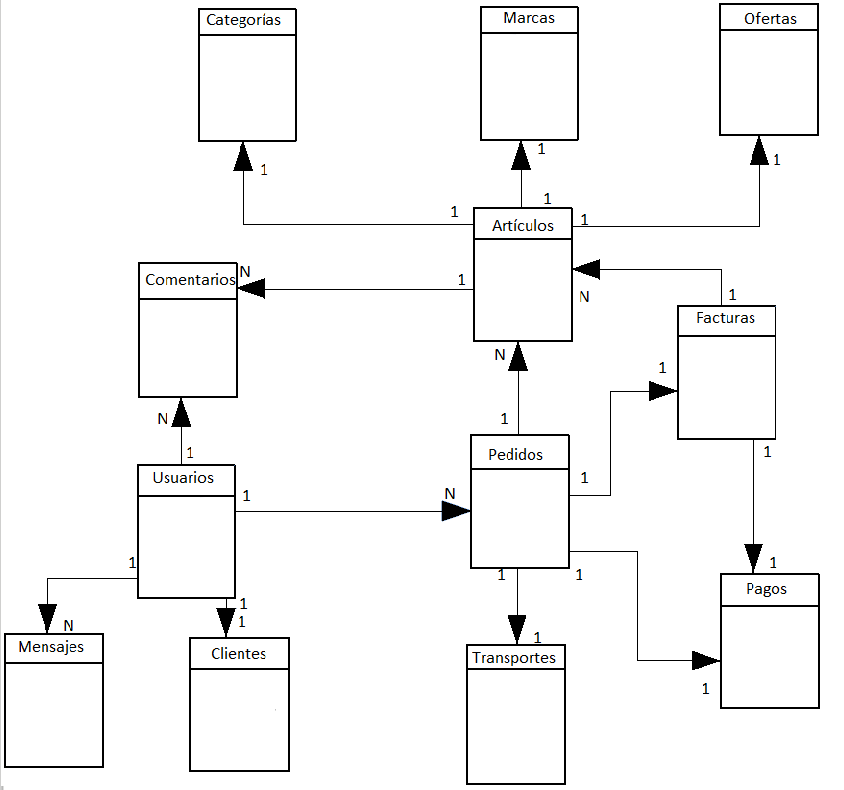 Categorías
Marcas
Ofertas
1
1
1
1
1
1
Artículos
Comentarios
N
1
N
1
Facturas
N
1
1
N
1
Usuarios
1
N
Pedidos
1
1
1
N
Mensajes
1
1
Clientes
1
1
1
Transportes
1
Pagos
1